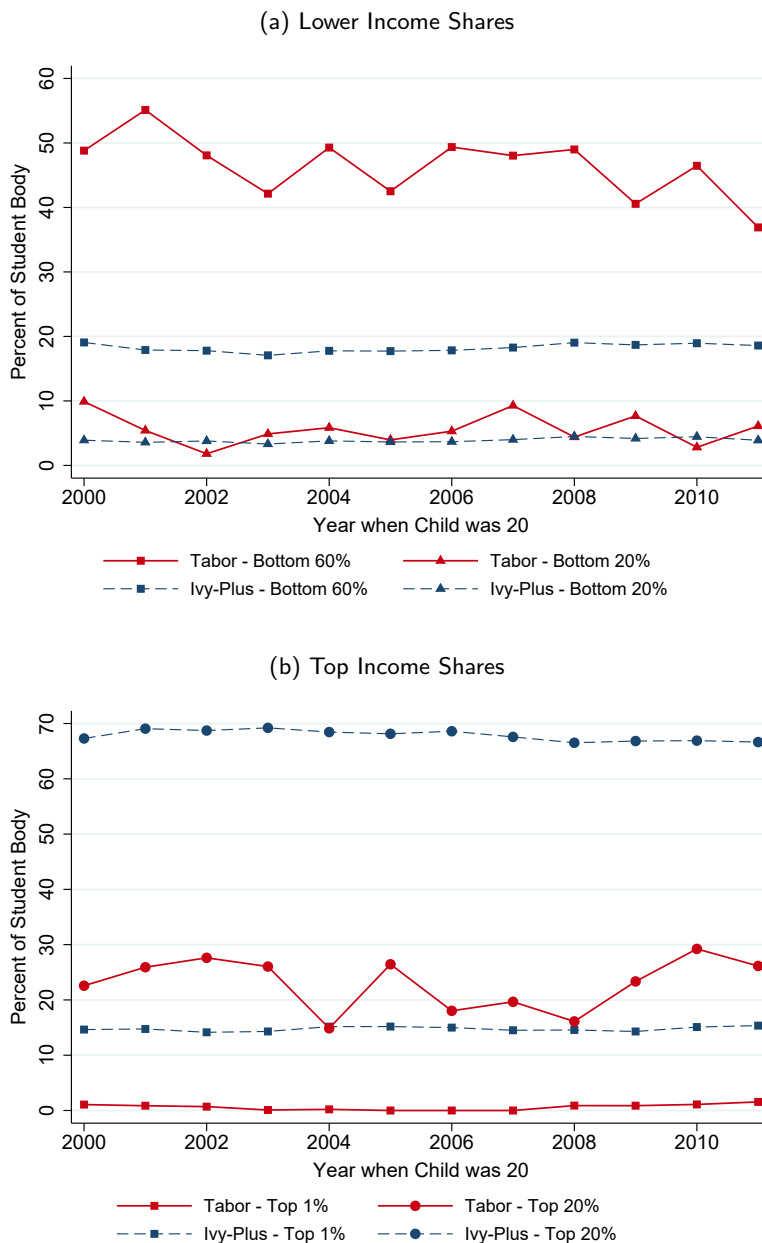 (a) Lower Income Shares
60
50
40
30
20
10
0
Percent of Student Body
2000 2002 2004 2006 2008 2010
Year when Child was 20
Tabor - Bottom 60% Tabor - Bottom 20%
Ivy-Plus - Bottom 60% Ivy-Plus - Bottom 20%
(b) Top Income Shares
70
60
50
40
30
20
10
0
Percent of Student Body
2000 2002 2004 2006 2008 2010
Year when Child was 20
Tabor - Top 1% Tabor - Top 20%
Ivy-Plus - Top 1% Ivy-Plus - Top 20%